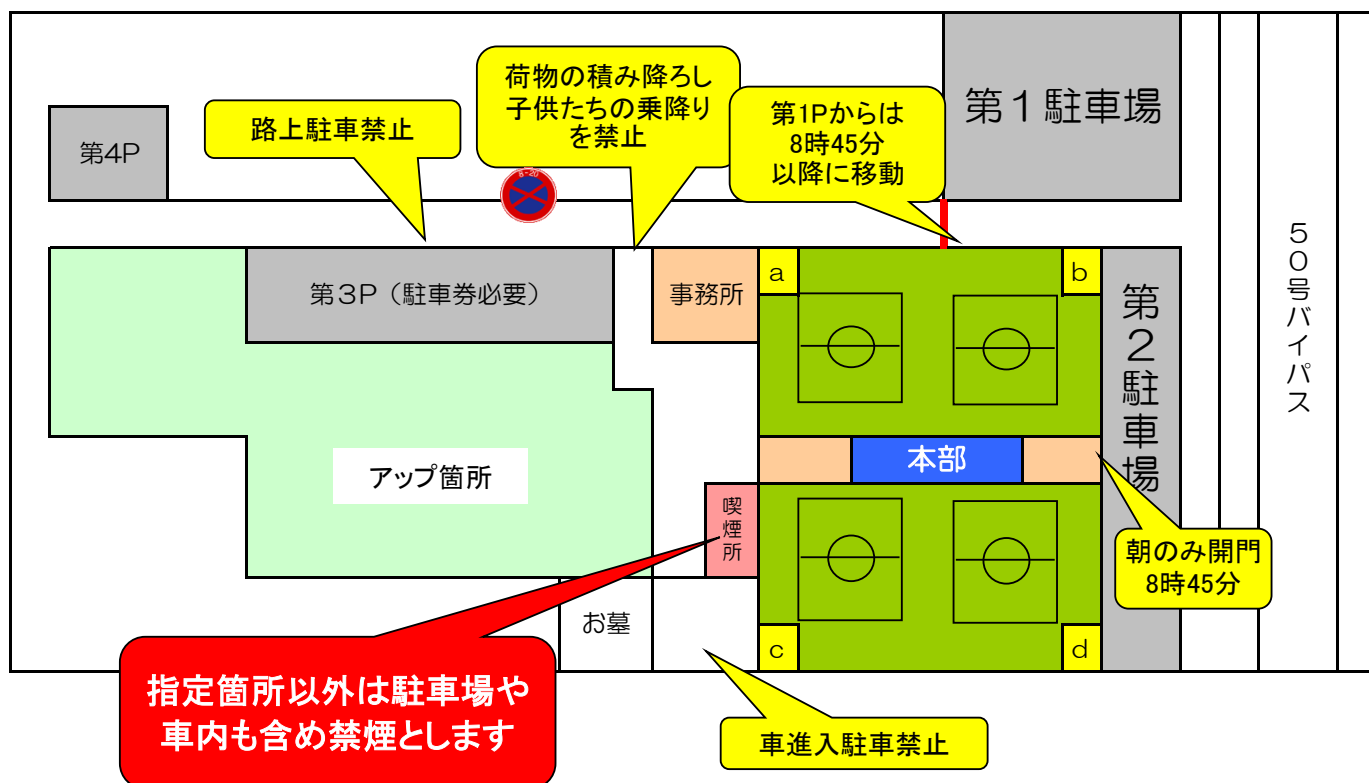 荷物の積み降ろし
子供たちの乗降り
を禁止
第1Pからは
8時45分
以降に移動
第１駐車場
路上駐車禁止
第4P
8-20
50号バイパス
第３Ｐ（駐車券必要）
事務所
a
b
第２駐車場
アップ箇所
本部
喫煙所
朝のみ開門
8時45分
お墓
c
d
指定箇所以外は駐車場や
車内も含め禁煙とします
車進入駐車禁止